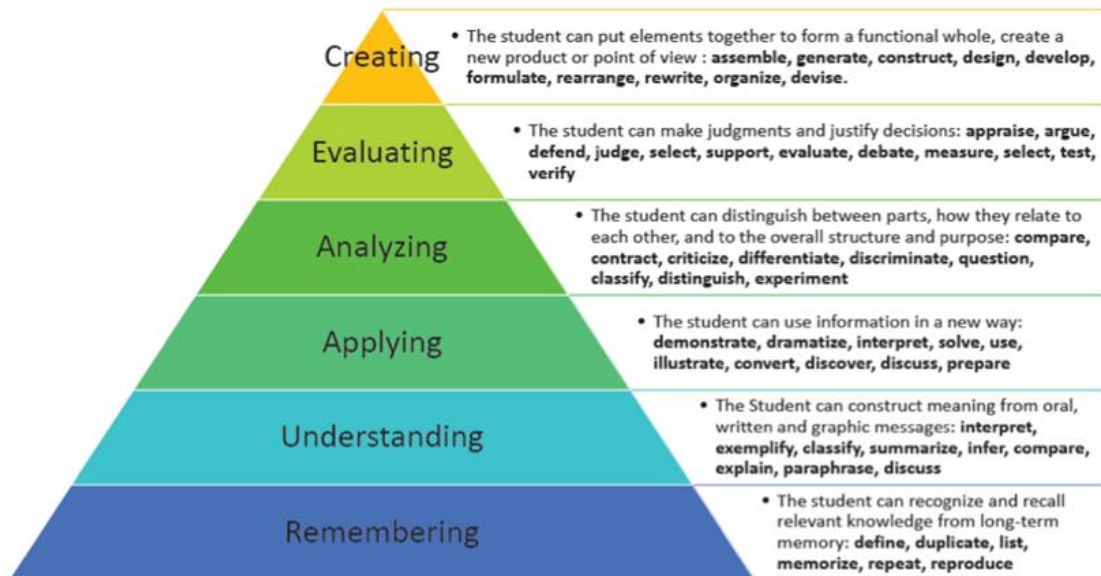 Creating
• The student can put elements together to form a functional whole, create a
new product or point of view : assemble, generate, construct, design, develop,
formulate, rearrange, rewrite, organize, devise.
Evaluating
• The student can make judgments and justify decisions: appraise, argue,
defend, judge, select, support, evaluate, debate, measure, select, test,
verify
Analyzing
• The student can distinguish between parts, how they relate to
each other, and to the overall structure and purpose: compare,
contract, criticize, differentiate, discriminate, question,
classify, distinguish, experiment
Applying
• The student can use information in a new way:
demonstrate, dramatize, interpret, solve, use,
illustrate, convert, discover, discuss, prepare
Understanding
• The Student can construct meaning from oral,
written and graphic messages: interpret,
exemplify, classify, summarize, infer, compare,
explain, paraphrase, discuss
Remembering
• The student can recognize and recall
relevant knowledge from long-term
memory: define, duplicate, list,
memorize, repeat, reproduce